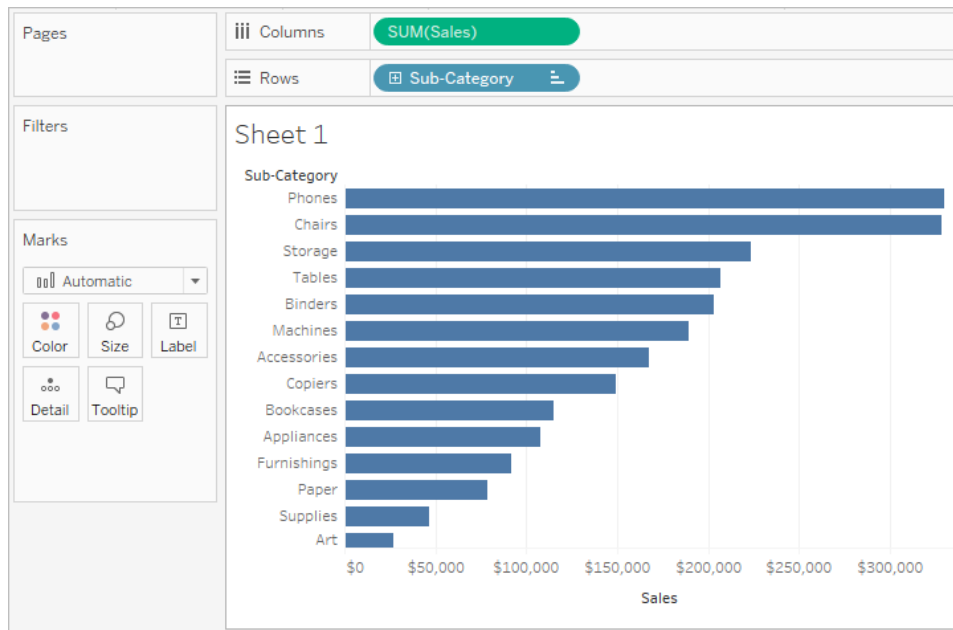 Pages
Columns
SUM(Sales)
Rows
Sub-Category
Filters
Marks
Automatic
Color
Size
T
Label
Detail
Tooltip
Sheet 1
Sub-Category
Phones
Chairs
Storage
Tables
Binders
Machines
Accessories
Copiers
Bookcases
Appliances
Furnishings
Paper
Supplies
Art
$0 $50,000 $100,000 $150,000 $200,000 $250,000 $300,000
Sales